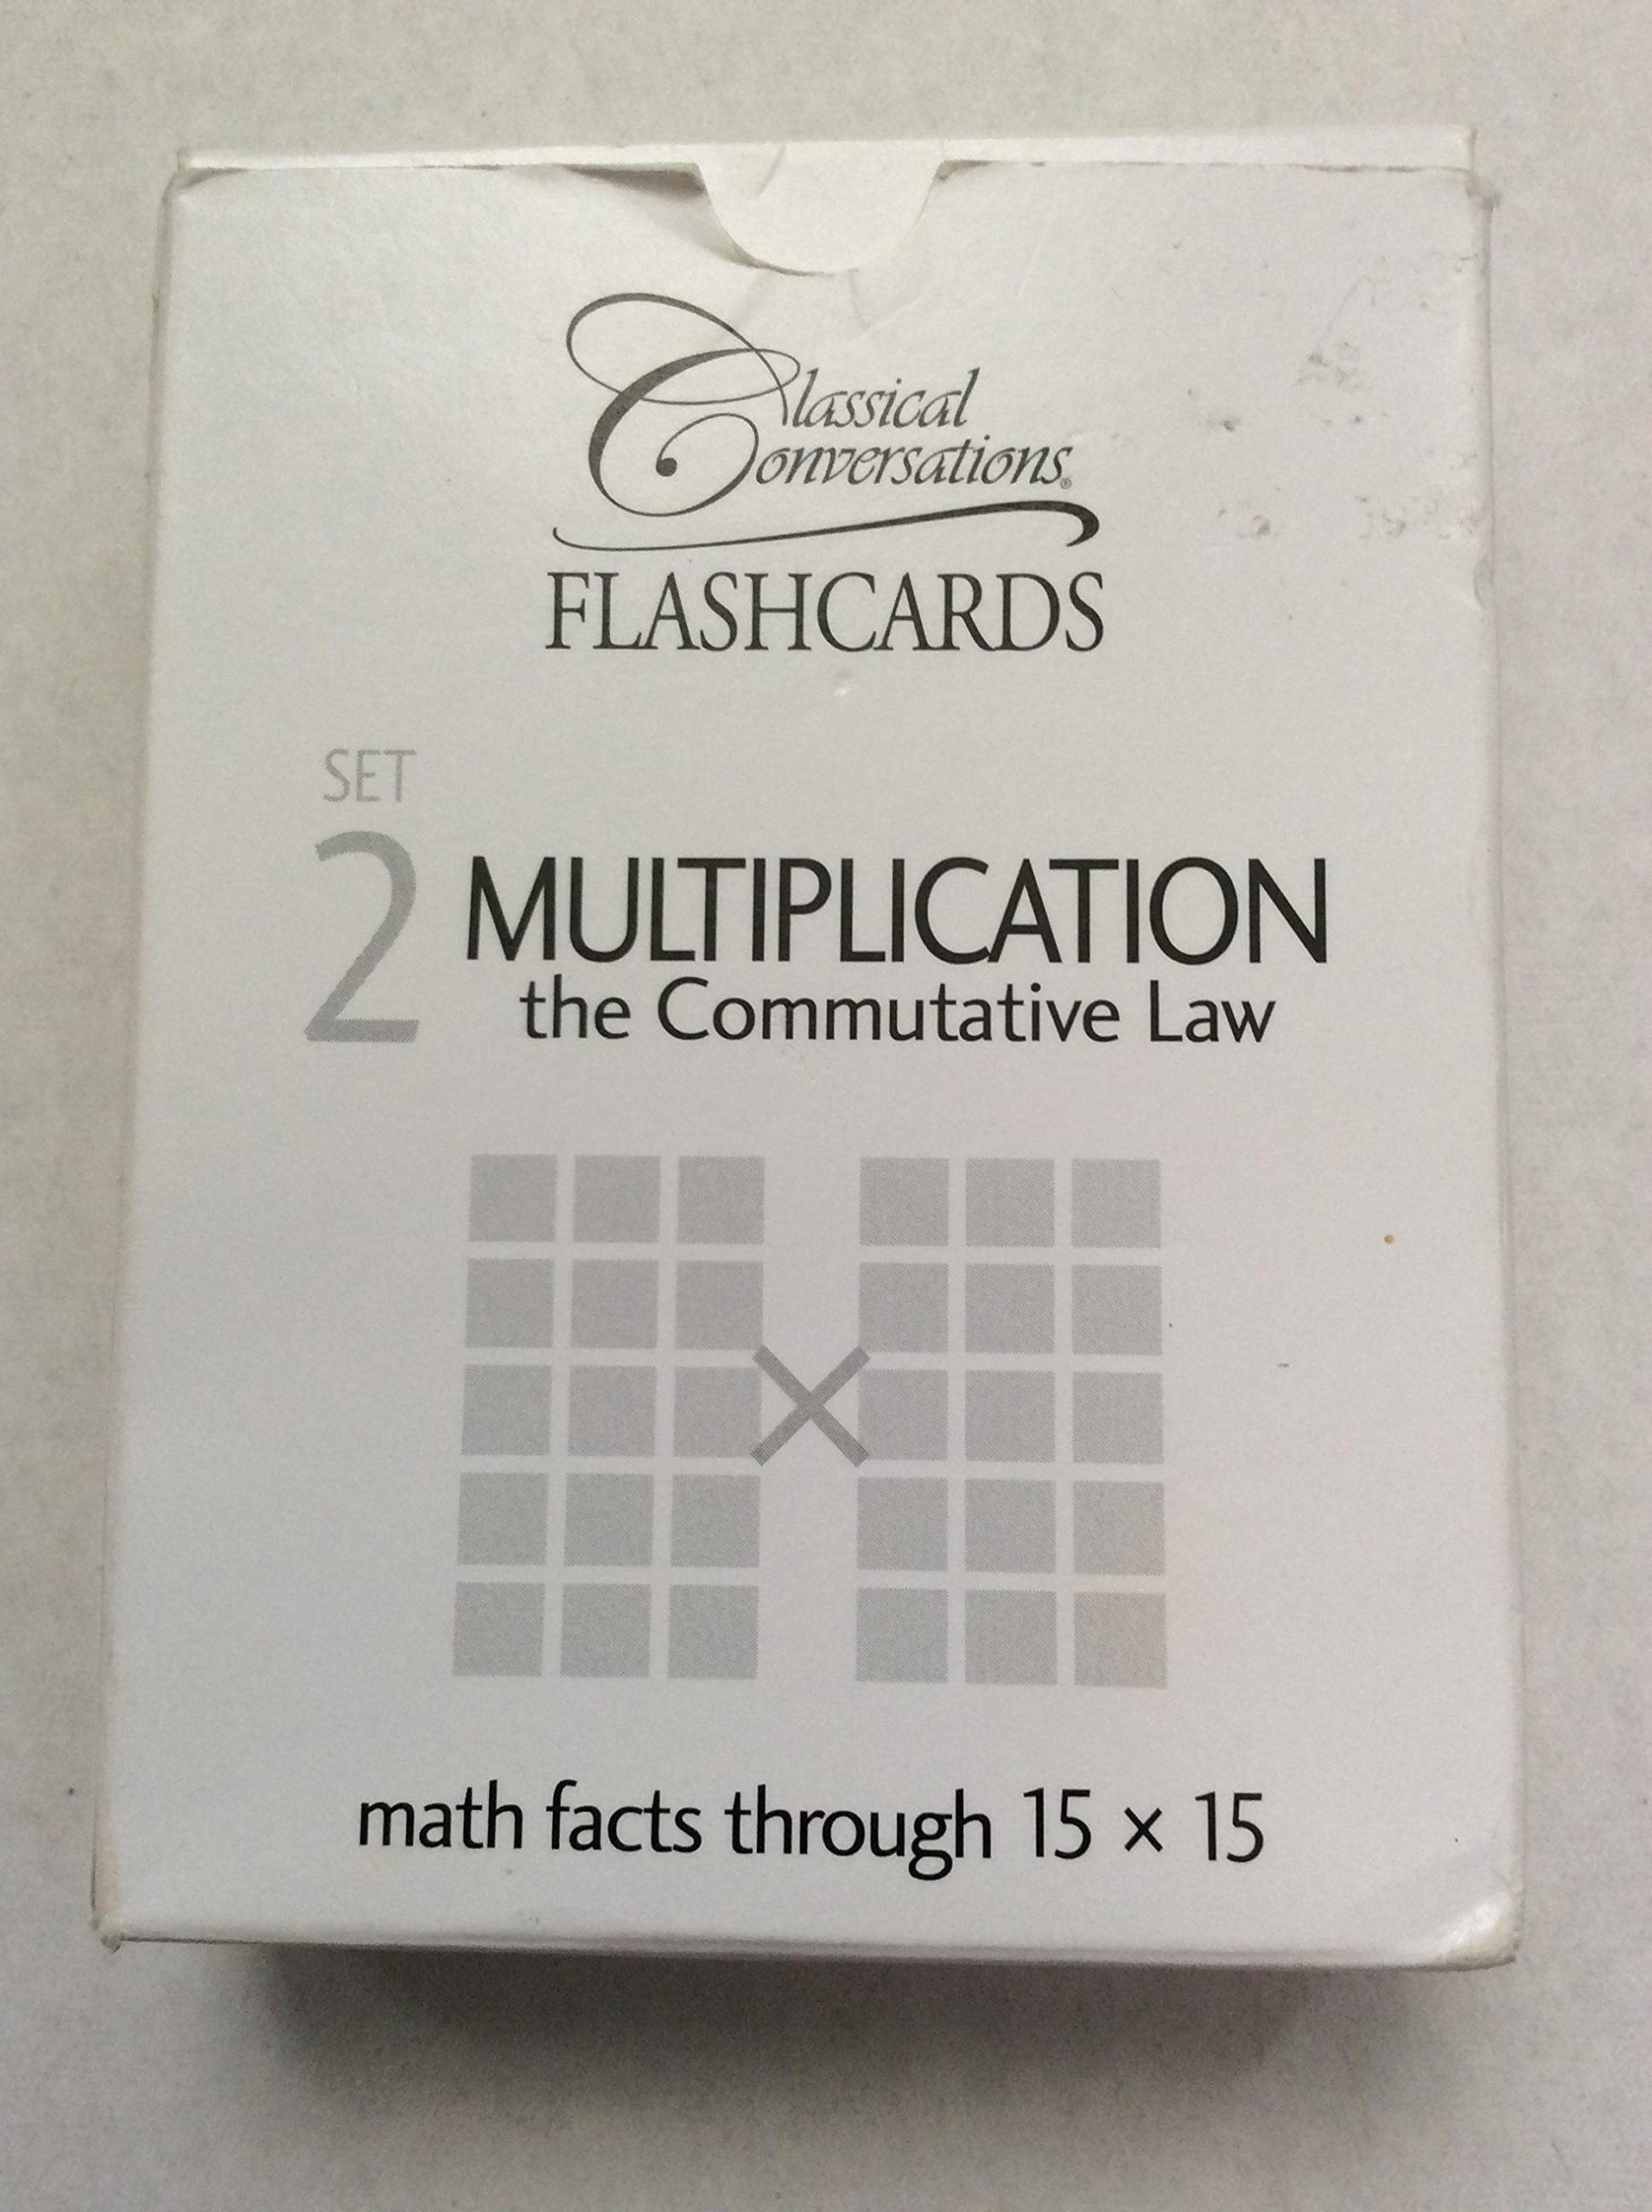 Classical
Conversations®
FLASHCARDS
SET
2 MULTIPLICATION
the Commutative Law
×
math facts through 15 × 15